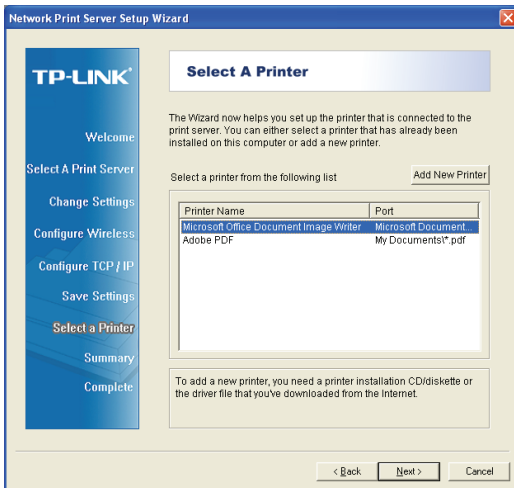 Network Print Server Setup Wizard
TP-LINK
Welcome
Select A Print Server
Change Settings
Configure Wireless
Configure TCP / IP
Save Settings
Select a Printer
Summary
Complete
Select A Printer
The Wizard now helps you set up the printer that is connected to the
print server. You can either select a printer that has already been
installed on this computer or add a new printer.
Select a printer from the following list
Add New Printer
Printer Name Port
Microsoft Office Document Image Writer Microsoft Document...
Adobe PDF My Documents\*.pdf
To add a new printer, you need a printer installation CD/diskette or
the driver file that you've downloaded from the Internet.
< Back Next > Cancel